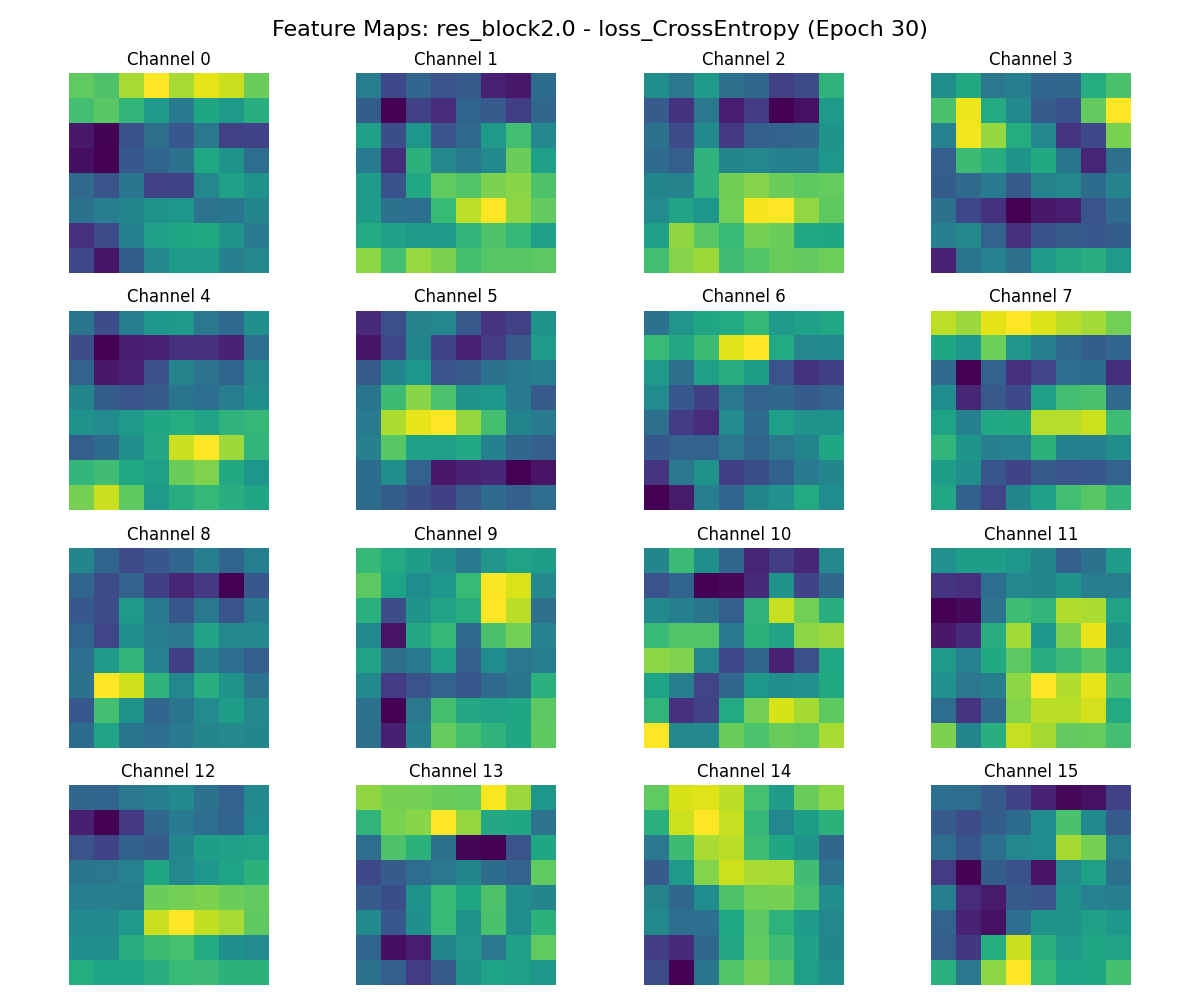 Feature Maps: res_block2.0 - loss_CrossEntropy (Epoch 30)
Channel 0
Channel 1
Channel 2
Channel 3
Channel 4
Channel 5
Channel 6
Channel 7
Channel 8
Channel 9
Channel 10
Channel 11
Channel 12
Channel 13
Channel 14
Channel 15